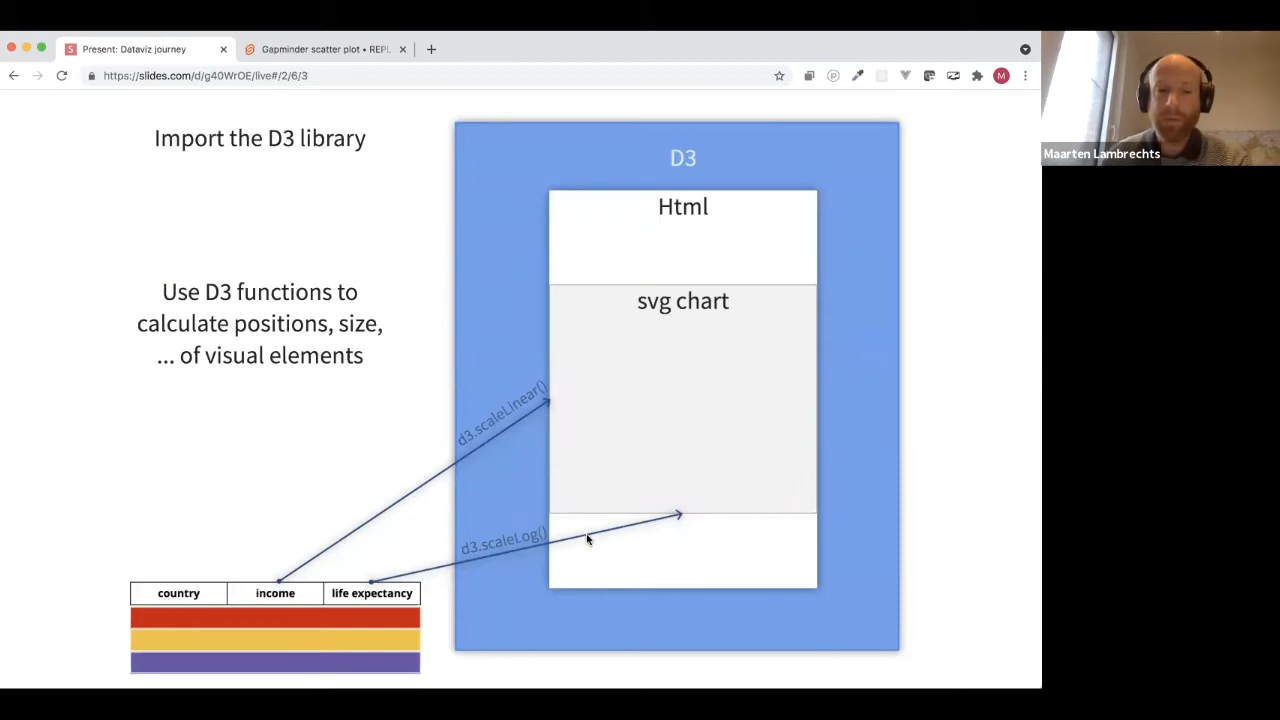 Present: Dataviz journey
Gapminder scatter plot • REPL
https://slides.com/d/g40WrOE/live#/2/6/3
M
Maarten Lambrechts
Import the D3 library
D3
Html
Use D3 functions to
calculate positions, size,
... of visual elements
svg chart
d3.scaleLinear()
d3.scaleLog()
country income life expectancy